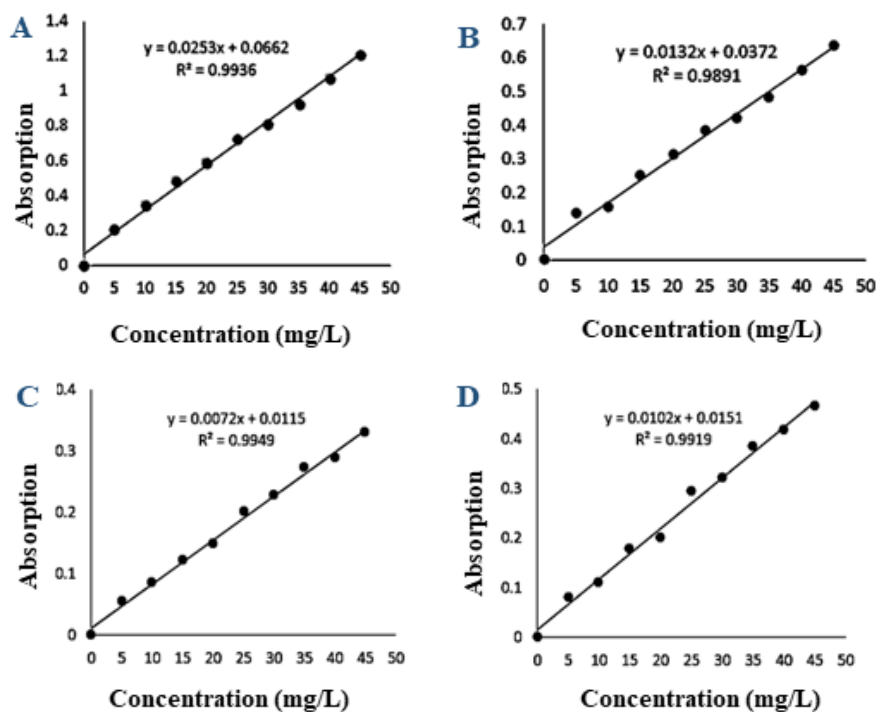 A
y = 0.0253x + 0.0662
R² = 0.9936
Absorption
1.4
1.2
1
0.8
0.6
0.4
0.2
0
0 5 10 15 20 25 30 35 40 45 50
Concentration (mg/L)
B
y = 0.0132x + 0.0372
R² = 0.9891
Absorption
0.7
0.6
0.5
0.4
0.3
0.2
0.1
0
0 5 10 15 20 25 30 35 40 45 50
Concentration (mg/L)
C
y = 0.0072x + 0.0115
R² = 0.9949
Absorption
0.4
0.3
0.2
0.1
0
0 5 10 15 20 25 30 35 40 45 50
Concentration (mg/L)
D
y = 0.0102x + 0.0151
R² = 0.9919
Absorption
0.5
0.4
0.3
0.2
0.1
0
0 5 10 15 20 25 30 35 40 45 50
Concentration (mg/L)